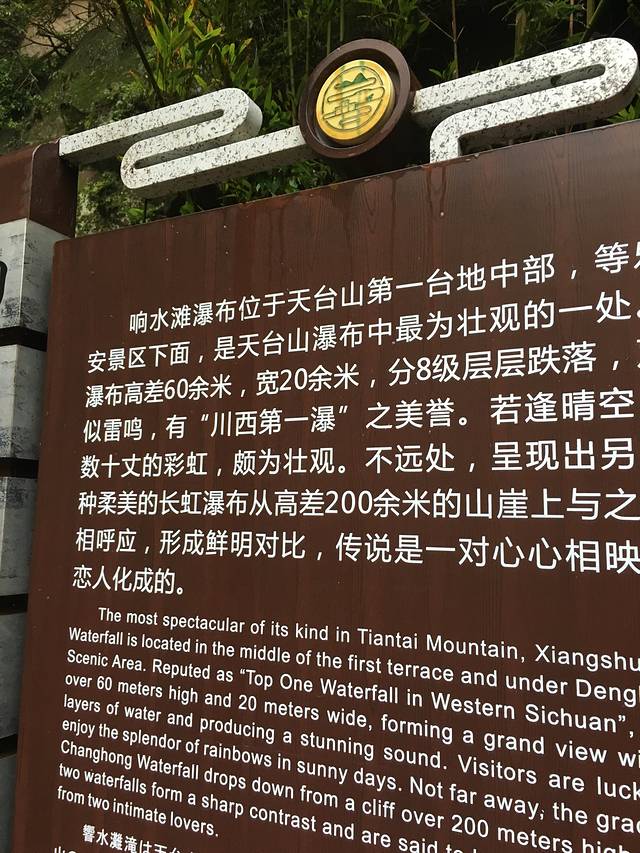 响水滩瀑布位于天台山第一台地中部，等乐
安景区下面，是天台山瀑布中最为壮观的一处。
瀑布高差60余米，宽20余米，分8级层层跌落，
似雷鸣，有“川西第一瀑”之美誉。若逢晴空
数十丈的彩虹，颇为壮观。不远处，呈现出另
种柔美的长虹瀑布从高差200余米的山崖上与之
相呼应，形成鲜明对比，传说是一对心心相映
恋人化成的。
The most spectacular of its kind in Tiantai Mountain, Xiangshu
Waterfall is located in the middle of the first terrace and under Deng
Scenic Area. Reputed as “Top One Waterfall in Western Sichuan”,
over 60 meters high and 20 meters wide, forming a grand view wi
layers of water and producing a stunning sound. Visitors are luck
enjoy the splendor of rainbows in sunny days. Not far away, the grac
Changhong Waterfall drops down from a cliff over 200 meters high
two waterfalls form a sharp contrast and are said to
from two intimate lovers.
響水灘滝は天台